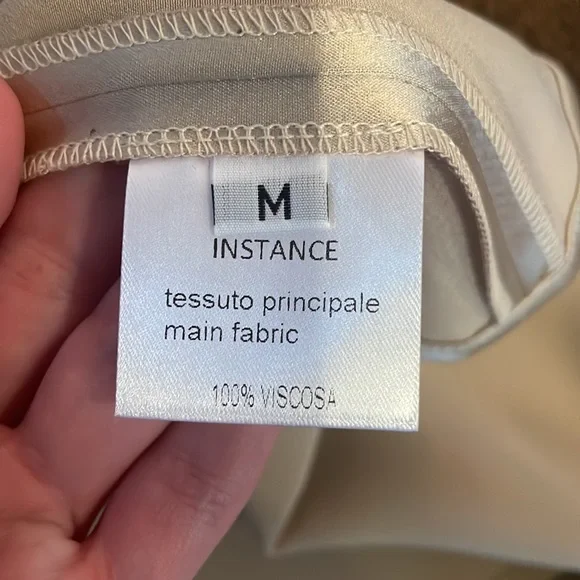 M
INSTANCE
tessuto principale
main fabric
100% VISCOSA